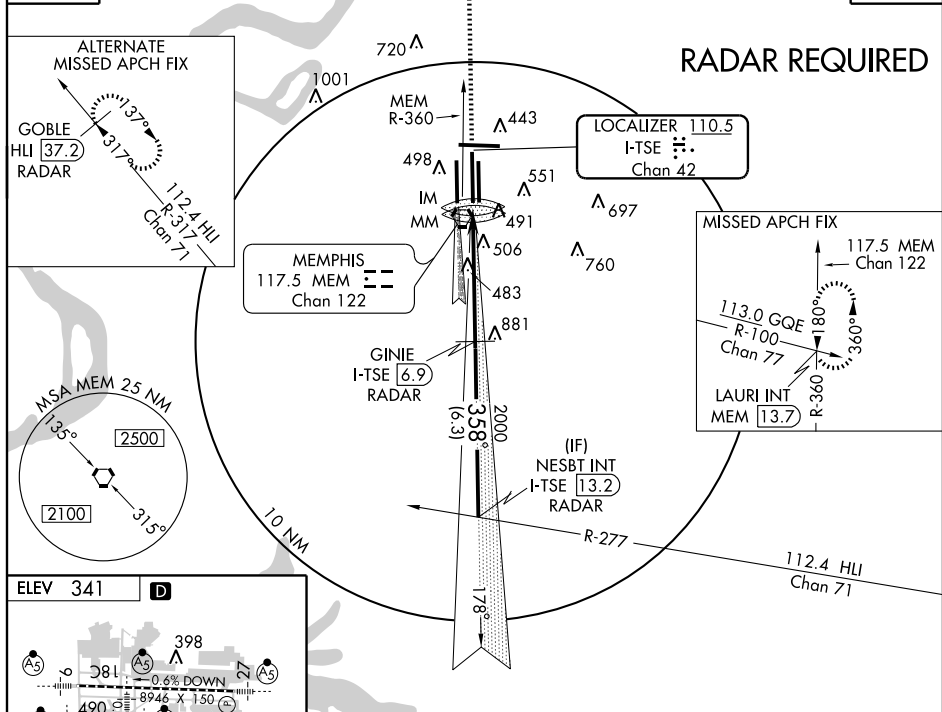 RADAR REQUIRED
ALTERNATE
MISSED APCH FIX
GOBLE
HLI 37.2
RADAR
137°
317°
112.4 HLI
R-317
Chan 71
720
1001
MEM
R-360
443
LOCALIZER 110.5
I-TSE
Chan 42
498
551
IM
MM
491
697
506
760
MEMPHIS
117.5 MEM
Chan 122
483
881
GINIE
I-TSE 6.9
RADAR
2000
358°
(6.3)
(IF)
NESBT INT
I-TSE 13.2
RADAR
R-277
112.4 HLI
Chan 71
178°
10 NM
MISSED APCH FIX
117.5 MEM
Chan 122
113.0 GQE
R-100
Chan 77
180°
360°
LAURI INT
MEM 13.7
R-360
MSA MEM 25 NM
135°
2500
2100
315°
ELEV 341
D
398
A5
A5
A5
9
18C
27
0.6% DOWN
8946 X 150
P
490